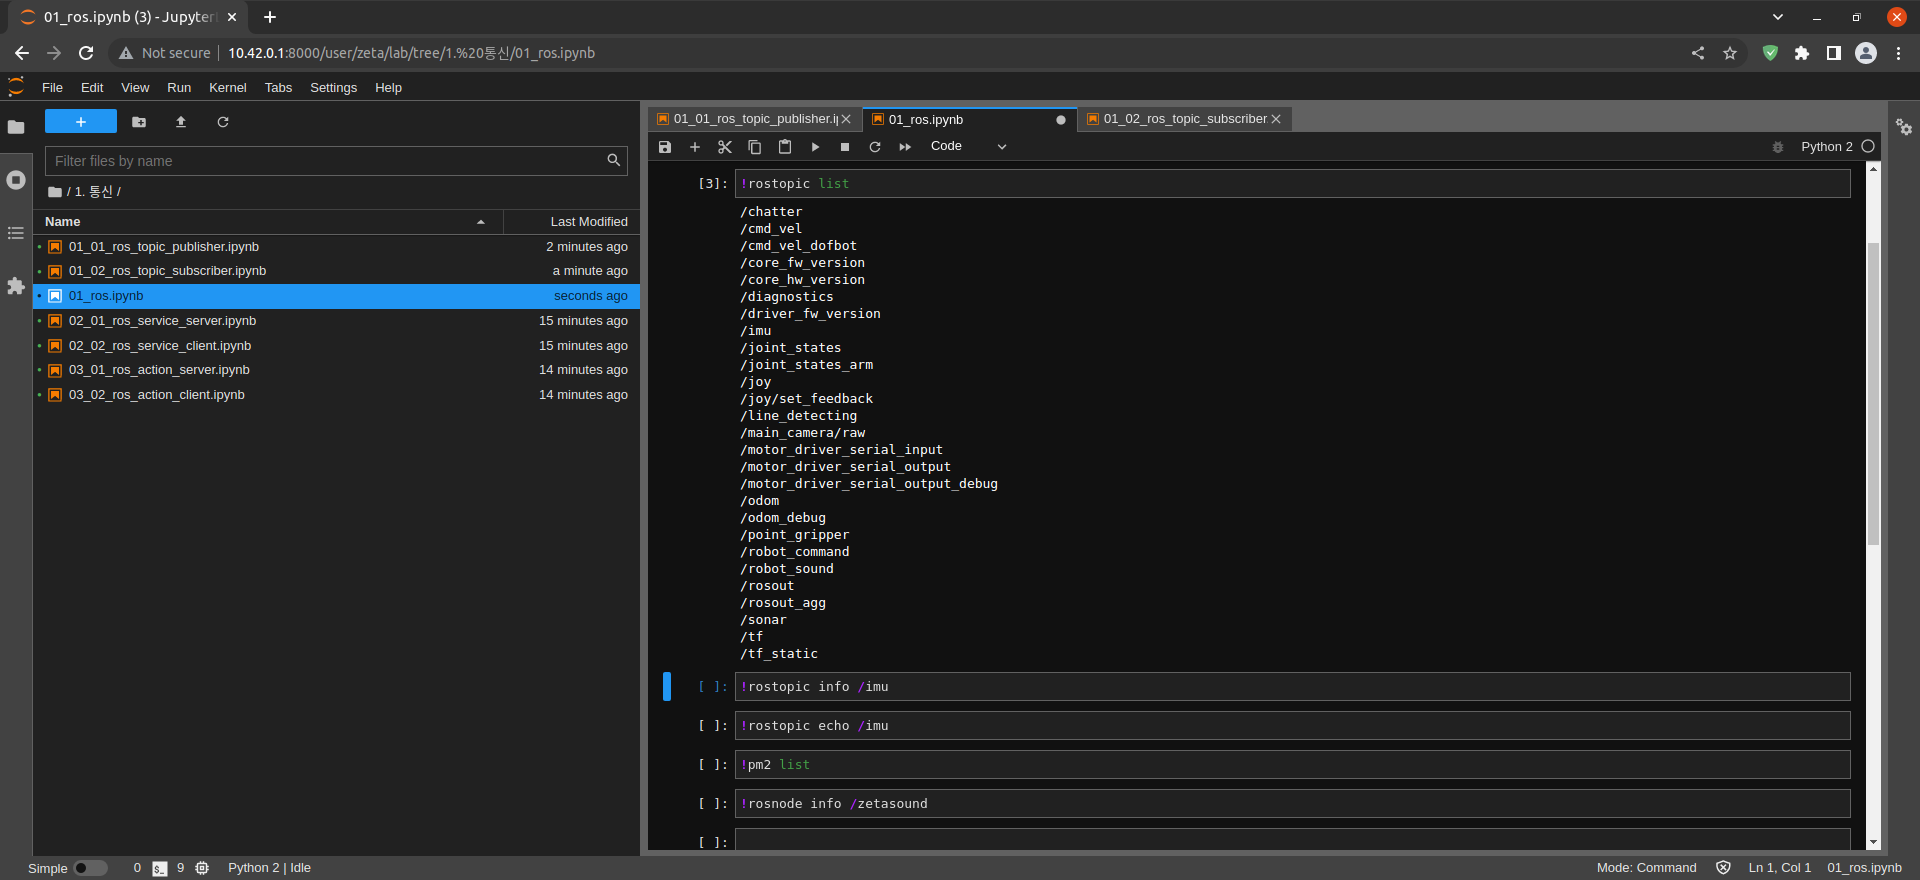 01_ros.ipynb (3) - Jupyter
Not secure | 10.42.0.1:8000/user/zeta/lab/tree/1.%20통신/01_ros.ipynb
File Edit View Run Kernel Tabs Settings Help
Filter files by name
/ 1. 통신 /
Name Last Modified
01_01_ros_topic_publisher.ipynb 2 minutes ago
01_02_ros_topic_subscriber.ipynb a minute ago
01_ros.ipynb seconds ago
02_01_ros_service_server.ipynb 15 minutes ago
02_02_ros_service_client.ipynb 15 minutes ago
03_01_ros_action_server.ipynb 14 minutes ago
03_02_ros_action_client.ipynb 14 minutes ago
01_01_ros_topic_publisher.i 01_ros.ipynb 01_02_ros_topic_subscriber.
Code Python 2
[3]: !rostopic list
/chatter
/cmd_vel
/cmd_vel_dofbot
/core_fw_version
/core_hw_version
/diagnostics
/driver_fw_version
/imu
/joint_states
/joint_states_arm
/joy
/joy/set_feedback
/line_detecting
/main_camera/raw
/motor_driver_serial_input
/motor_driver_serial_output
/motor_driver_serial_output_debug
/odom
/odom_debug
/point_gripper
/robot_command
/robot_sound
/rosout
/rosout_agg
/sonar
/tf
/tf_static
[ ]: !rostopic info /imu
[ ]: !rostopic echo /imu
[ ]: !pm2 list
[ ]: !rosnode info /zetasound
[ ]:
Simple 0 $_ 9 Python 2 | Idle Mode: Command Ln 1, Col 1 01_ros.ipynb